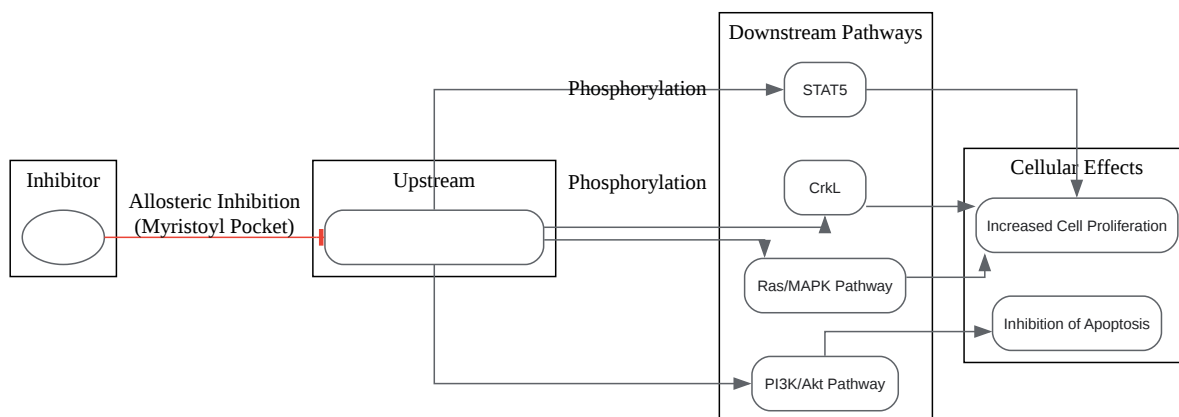 Downstream Pathways
Phosphorylation
STAT5
Inhibitor
Upstream
Cellular Effects
Allosteric Inhibition
(Myristoyl Pocket)
Phosphorylation
CrkL
Increased Cell Proliferation
Ras/MAPK Pathway
Inhibition of Apoptosis
PI3K/Akt Pathway